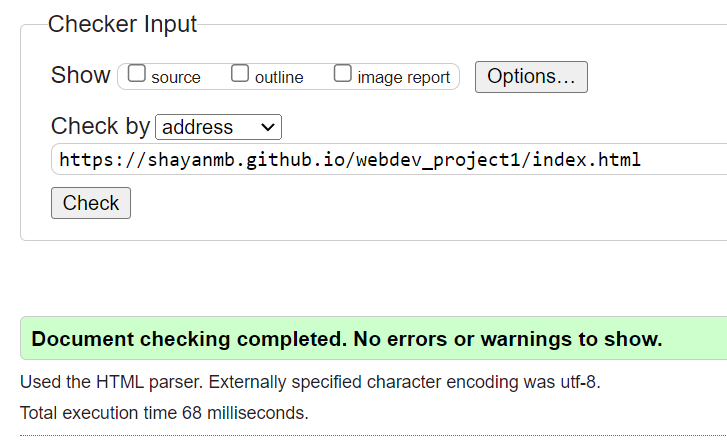 Checker Input
Show source outline image report Options...
Check by address
https://shayanmb.github.io/webdev_project1/index.html
Check
Document checking completed. No errors or warnings to show.
Used the HTML parser. Externally specified character encoding was utf-8.
Total execution time 68 milliseconds.